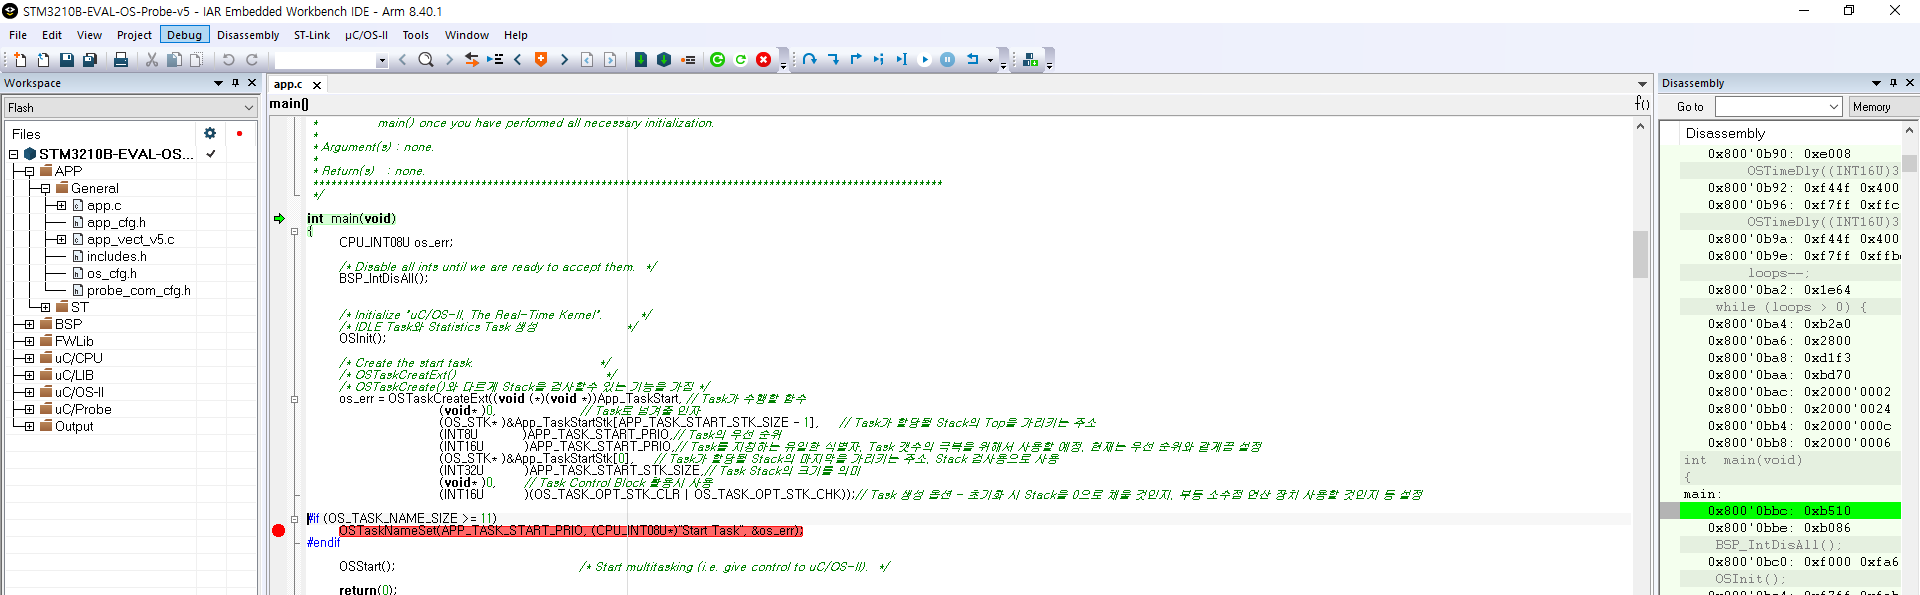 STM3210B-EVAL-OS-Probe-v5 - IAR Embedded Workbench IDE - Arm 8.40.1
File Edit View Project Debug Disassembly ST-Link µC/OS-II Tools Window Help
Workspace
Flash
Files
STM3210B-EVAL-OS...
APP
General
app.c
app_cfg.h
app_vect_v5.c
includes.h
os_cfg.h
probe_com_cfg.h
ST
BSP
FWLib
uC/CPU
uC/LIB
uC/OS-II
uC/Probe
Output
app.c
main()
f()
* main() once you have performed all necessary initialization.
*
* Argument(s) : none.
*
* Return(s) : none.
*********************************************************************************************************
*/
int main(void)
{
CPU_INT08U os_err;
/* Disable all ints until we are ready to accept them. */
BSP_IntDisAll();
/* Initialize "uC/OS-II, The Real-Time Kernel". */
/* IDLE Task와 Statistics Task 생성 */
OSInit();
/* Create the start task. */
/* OSTaskCreatExt() */
/* OSTaskCreate()와 다르게 Stack을 검사할수 있는 기능을 가짐 */
os_err = OSTaskCreateExt((void (*)(void *))App_TaskStart, // Task가 수행할 함수
(void* )0, // Task로 넘겨줄 인자
(OS_STK* )&App_TaskStartStk[APP_TASK_START_STK_SIZE - 1], // Task가 할당될 Stack의 Top을 가리키는 주소
(INT8U )APP_TASK_START_PRIO,// Task의 우선 순위
(INT16U )APP_TASK_START_PRIO,// Task를 지칭하는 유일한 식별자, Task 갯수의 극복을 위해서 사용할 예정, 현재는 우선 순위와 같게끔 설정
(OS_STK* )&App_TaskStartStk[0], // Task가 할당될 Stack의 마지막을 가리키는 주소, Stack 검사용으로 사용
(INT32U )APP_TASK_START_STK_SIZE,// Task Stack의 크기를 의미
(void* )0, // Task Control Block 활용시 사용
(INT16U )(OS_TASK_OPT_STK_CLR | OS_TASK_OPT_STK_CHK));// Task 생성 옵션 - 초기화 시 Stack을 0으로 채울 것인지, 부동 소수점 연산 장치 사용할 것인지 등 설정
#if (OS_TASK_NAME_SIZE >= 11)
OSTaskNameSet(APP_TASK_START_PRIO, (CPU_INT08U*)"Start Task", &os_err);
#endif
OSStart(); /* Start multitasking (i.e. give control to uC/OS-II). */
return(0);
Disassembly
Go to Memory
Disassembly
0x800'0b90: 0xe008
OSTimeDly((INT16U)3
0x800'0b92: 0xf44f 0x400
0x800'0b96: 0xf7ff 0xffc
OSTimeDly((INT16U)3
0x800'0b9a: 0xf44f 0x400
0x800'0b9e: 0xf7ff 0xffb
loops--;
0x800'0ba2: 0x1e64
while (loops > 0) {
0x800'0ba4: 0xb2a0
0x800'0ba6: 0x2800
0x800'0ba8: 0xd1f3
0x800'0baa: 0xbd70
0x800'0bac: 0x2000'0002
0x800'0bb0: 0x2000'0024
0x800'0bb4: 0x2000'000c
0x800'0bb8: 0x2000'0006
int main(void)
{
main:
0x800'0bbc: 0xb510
0x800'0bbe: 0xb086
BSP_IntDisAll();
0x800'0bc0: 0xf000 0xfa6
OSInit();